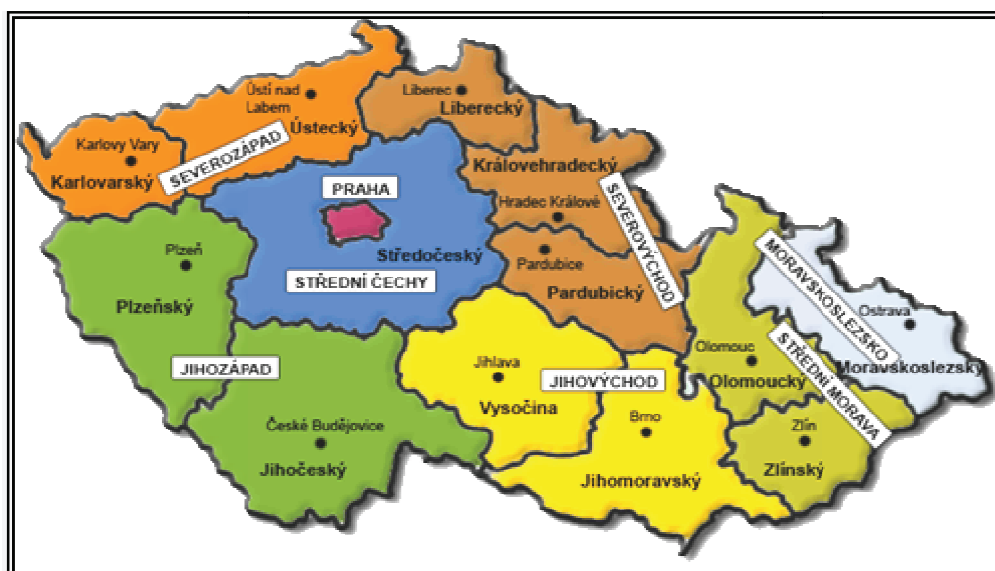 Ústí nad
Labem
Ústecký
Liberec
Liberecký
Karlovy Vary
Karlovarský
SEVEROZÁPAD
Královehradecký
PRAHA
Hradec Králové
SEVEROVÝCHOD
Plzeň
Plzeňský
Středočeský
STŘEDNÍ ČECHY
Pardubice
Pardubický
MORAVSKOSLEZSKO
Ostrava
Moravskoslezský
Olomouc
Olomoucký
STŘEDNÍ MORAVA
JIHOZÁPAD
Jihlava
Vysočina
JIHOVÝCHOD
České Budějovice
Jihočeský
Brno
Jihomoravský
Zlín
Zlínský